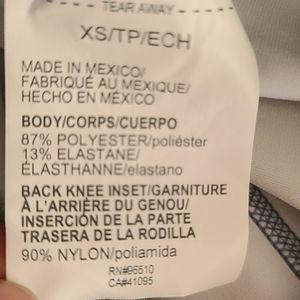 TEAR AWAY
XS/TP/ECH
MADE IN MEXICO/
FABRIQUÉ AU MEXIQUE/
HECHO EN MÉXICO
BODY/CORPS/CUERPO
87% POLYESTER/poliéster
13% ELASTANE/
ÉLASTHANNE/elastano
BACK KNEE INSET/GARNITURE
À L'ARRIÈRE DU GENOU/
INSERCIÓN DE LA PARTE
TRASERA DE LA RODILLA
90% NYLON/poliamida
RN#96510
CA#41095